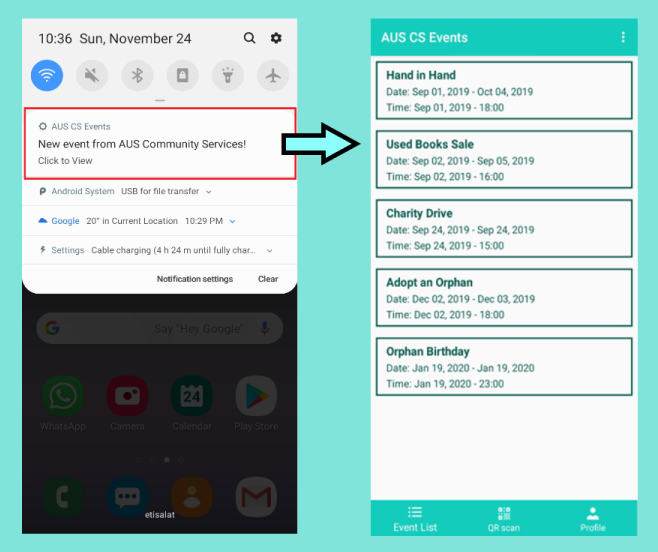 10:36 Sun, November 24
AUS CS Events
New event from AUS Community Services!
Click to View
Android System USB for file transfer
Google 20° in Current Location 10:29 PM
Settings Cable charging (4 h 24 m until fully char...
Notification settings Clear
Say "Hey Google"
24
WhatsApp Camera Calendar Play Store
etisalat
AUS CS Events
Hand in Hand
Date: Sep 01, 2019 - Oct 04, 2019
Time: Sep 01, 2019 - 18:00
Used Books Sale
Date: Sep 02, 2019 - Sep 05, 2019
Time: Sep 02, 2019 - 16:00
Charity Drive
Date: Sep 24, 2019 - Sep 24, 2019
Time: Sep 24, 2019 - 15:00
Adopt an Orphan
Date: Dec 02, 2019 - Dec 03, 2019
Time: Dec 02, 2019 - 18:00
Orphan Birthday
Date: Jan 19, 2020 - Jan 19, 2020
Time: Jan 19, 2020 - 23:00
Event List QR scan Profile